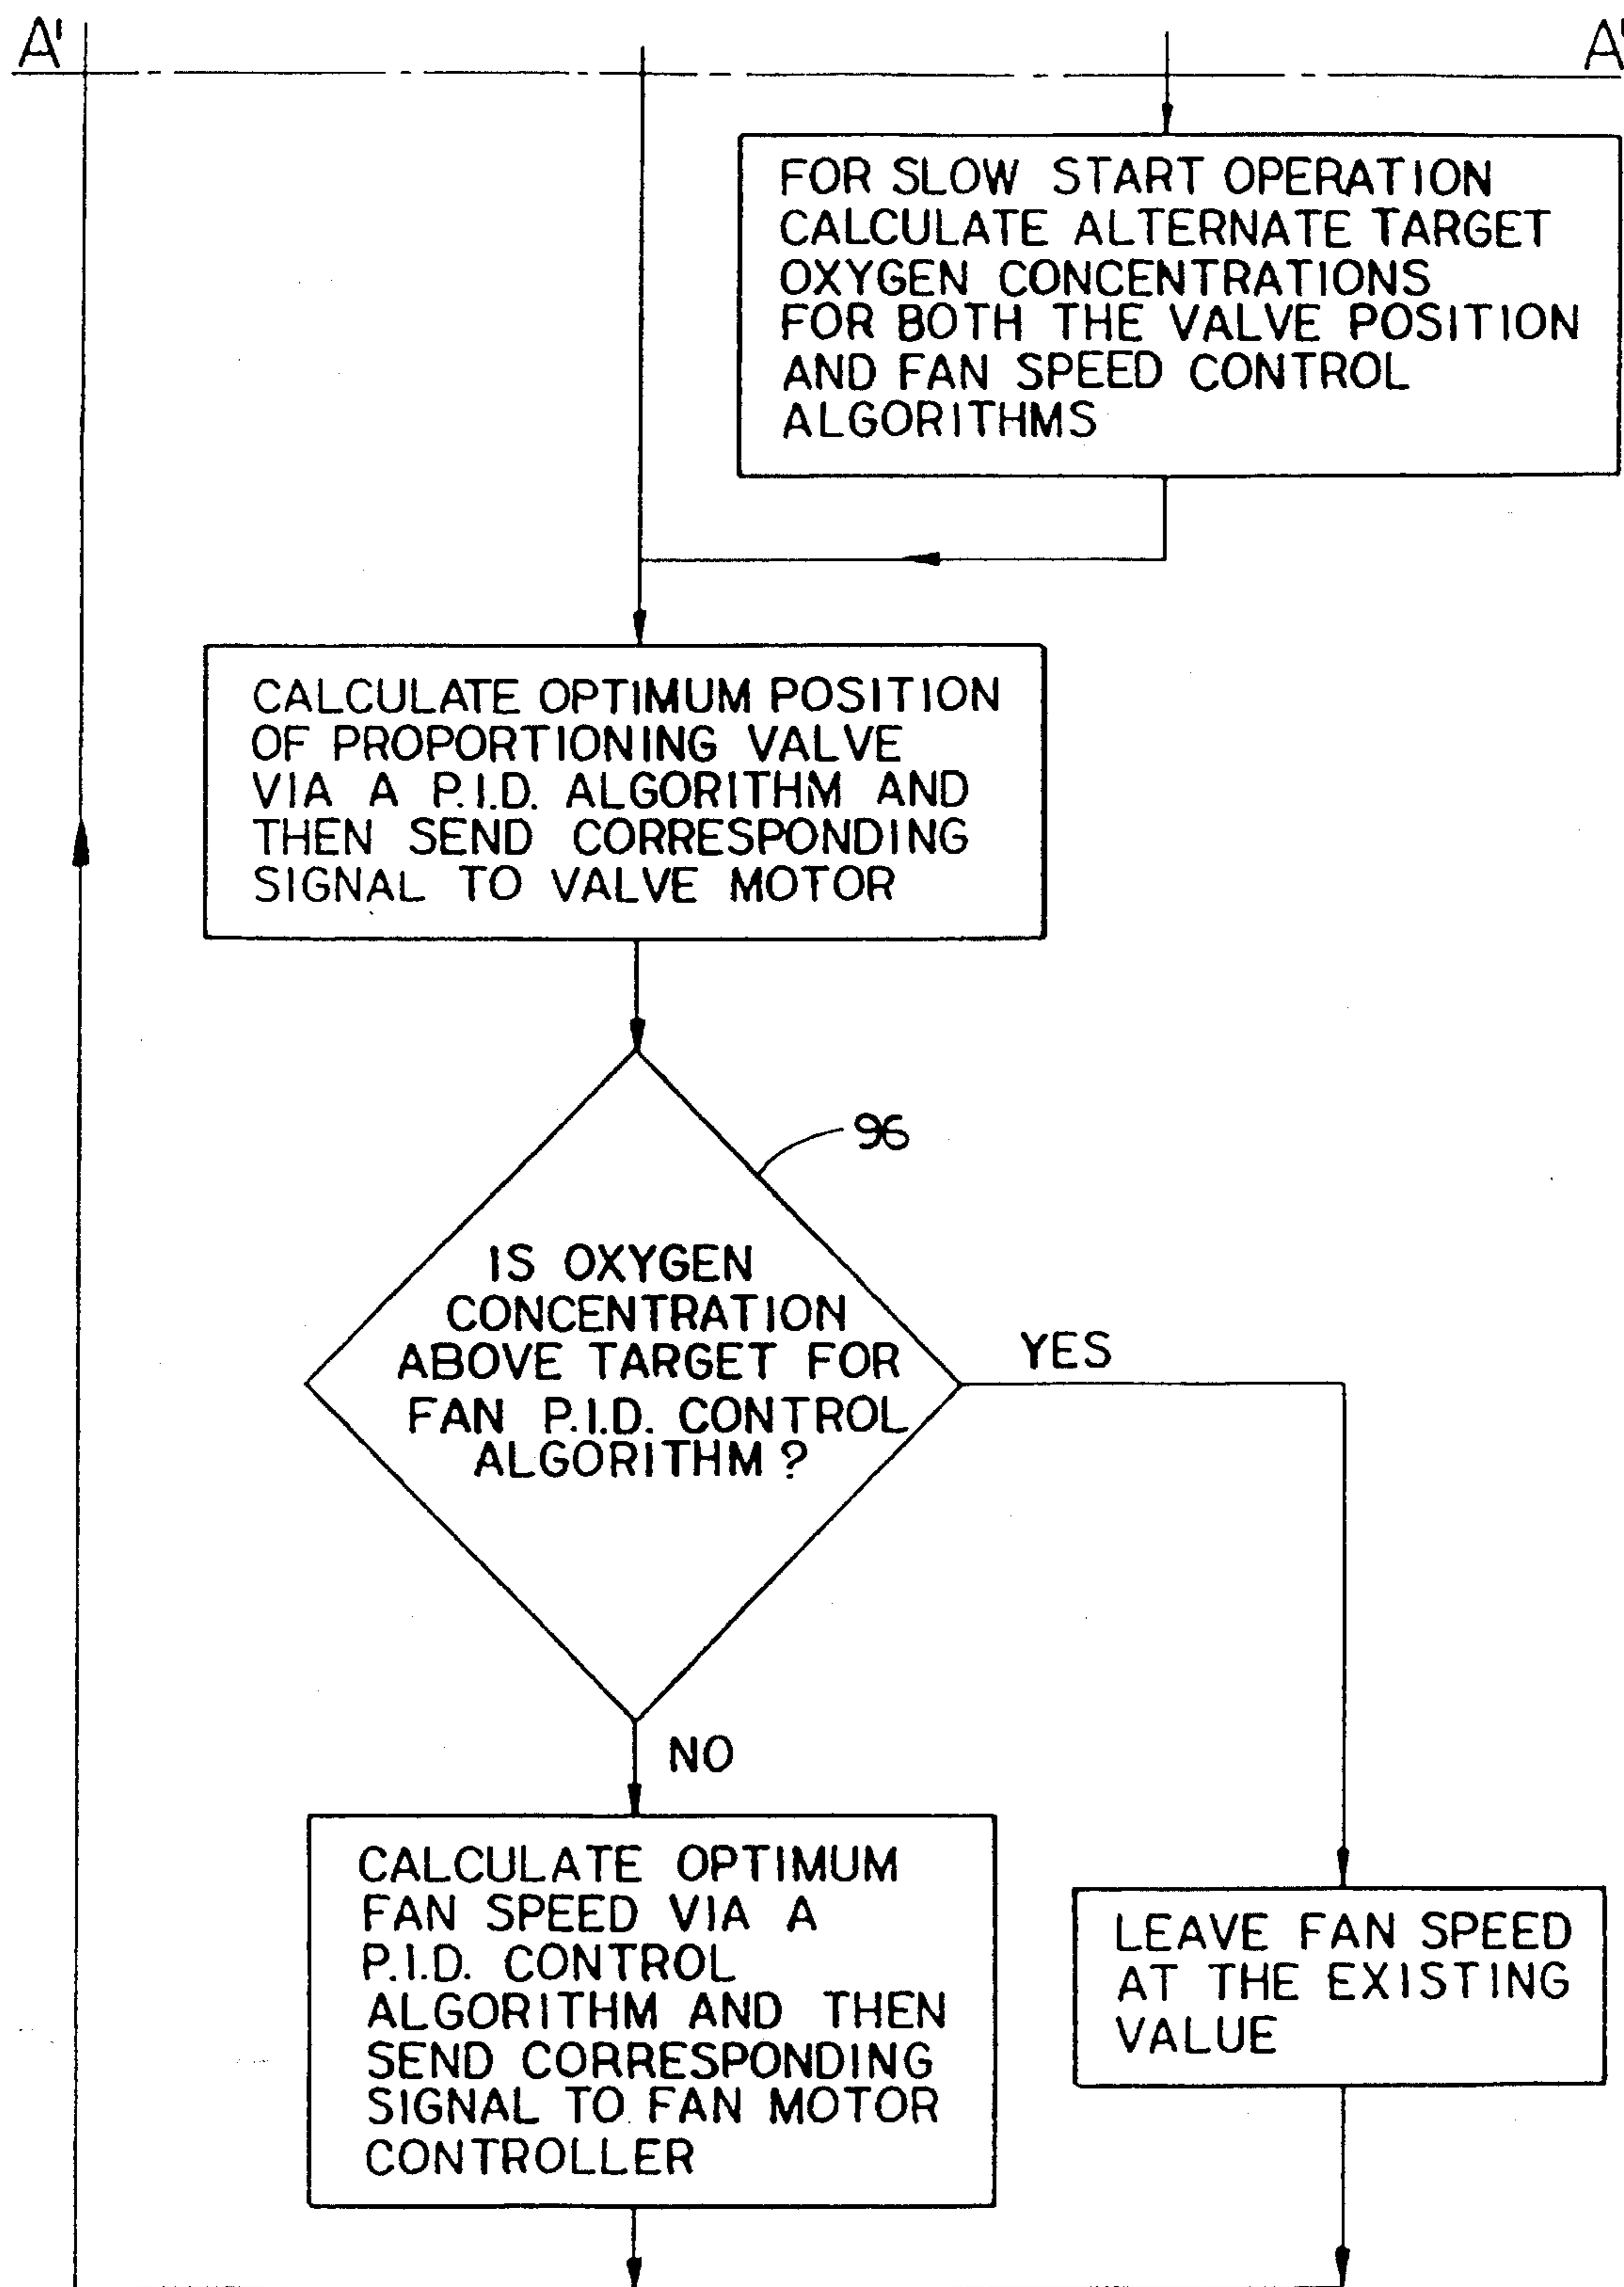 A' A'
FOR SLOW START OPERATION
CALCULATE ALTERNATE TARGET
OXYGEN CONCENTRATIONS
FOR BOTH THE VALVE POSITION
AND FAN SPEED CONTROL
ALGORITHMS
CALCULATE OPTIMUM POSITION
OF PROPORTIONING VALVE
VIA A P.I.D. ALGORITHM AND
THEN SEND CORRESPONDING
SIGNAL TO VALVE MOTOR
96
IS OXYGEN
CONCENTRATION
ABOVE TARGET FOR
FAN P.I.D. CONTROL
ALGORITHM?
YES
NO
CALCULATE OPTIMUM
FAN SPEED VIA A
P.I.D. CONTROL
ALGORITHM AND THEN
SEND CORRESPONDING
SIGNAL TO FAN MOTOR
CONTROLLER
LEAVE FAN SPEED
AT THE EXISTING
VALUE